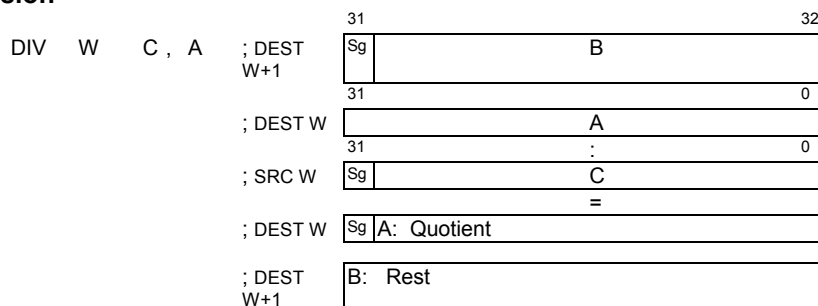 31 32
DIV W C , A ; DEST Sg B
W+1
31 0
; DEST W A
31 : 0
; SRC W Sg C
=
; DEST W Sg A: Quotient
; DEST B: Rest
W+1